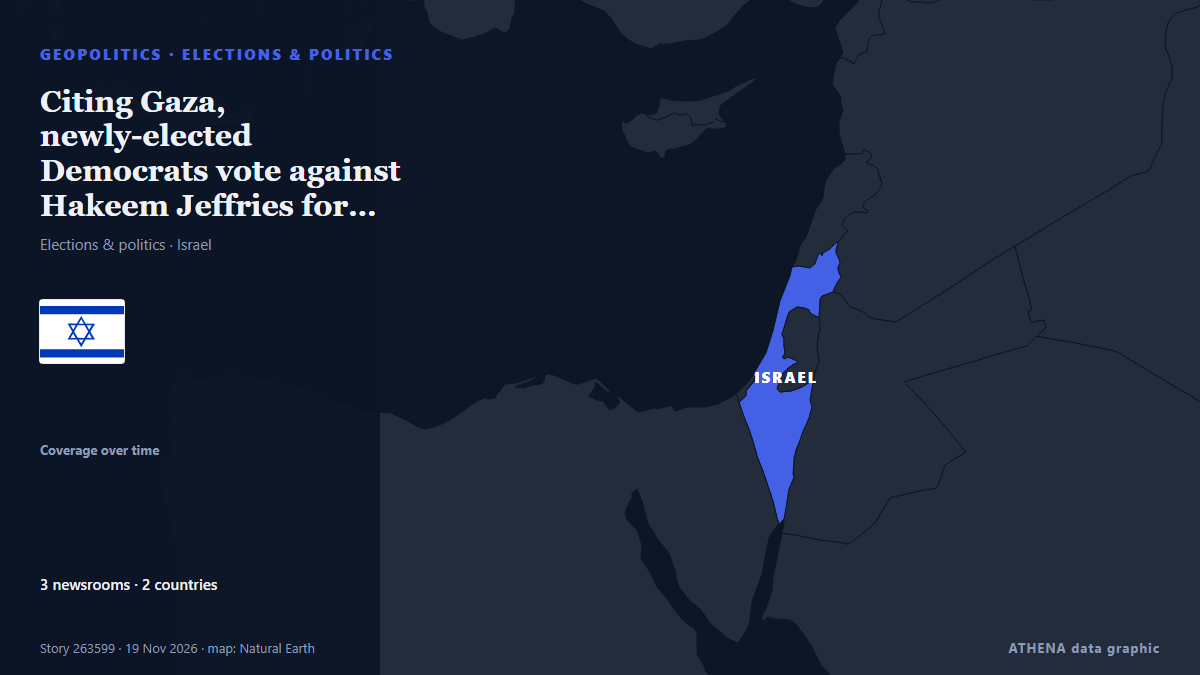 GEOPOLITICS · ELECTIONS & POLITICS
Citing Gaza,
newly-elected
Democrats vote against
Hakeem Jeffries for...
Elections & politics · Israel
ISRAEL
Coverage over time
3 newsrooms · 2 countries
Story 263599 · 19 Nov 2026 · map: Natural Earth
ATHENA data graphic